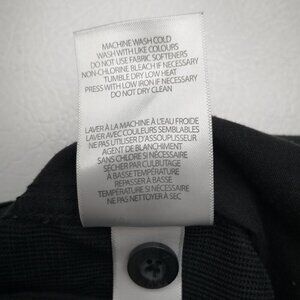 MACHINE WASH COLD
WASH WITH LIKE COLOURS
DO NOT USE FABRIC SOFTENERS
NON-CHLORINE BLEACH IF NECESSARY
TUMBLE DRY LOW HEAT
PRESS WITH LOW IRON IF NECESSARY
DO NOT DRY CLEAN
LAVER À LA MACHINE À L'EAU FROIDE
LAVER AVEC COULEURS SEMBLABLES
NE PAS UTILISER D'ASSOUPLISSEUR
AGENT DE BLANCHIMENT
SANS CHLORE SI NÉCESSAIRE
SÉCHER PAR CULBUTAGE
À BASSE TEMPÉRATURE
REPASSER À BASSE
TEMPÉRATURE SI NÉCESSAIRE
NE PAS NETTOYER À SEC